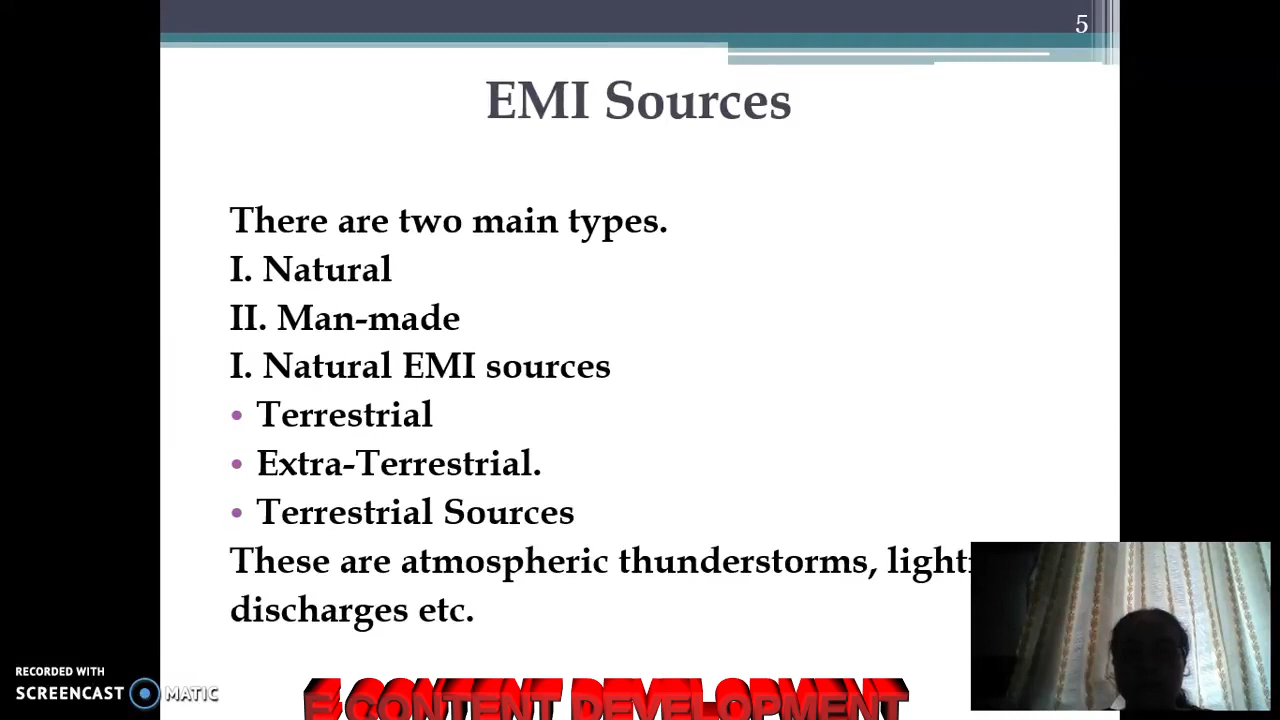 5
EMI Sources
There are two main types.
I. Natural
II. Man-made
I. Natural EMI sources
• Terrestrial
• Extra-Terrestrial.
• Terrestrial Sources
These are atmospheric thunderstorms,
discharges etc.
RECORDED WITH
SCREENCAST MATIC
E-CONTENT DEVELOPMENT